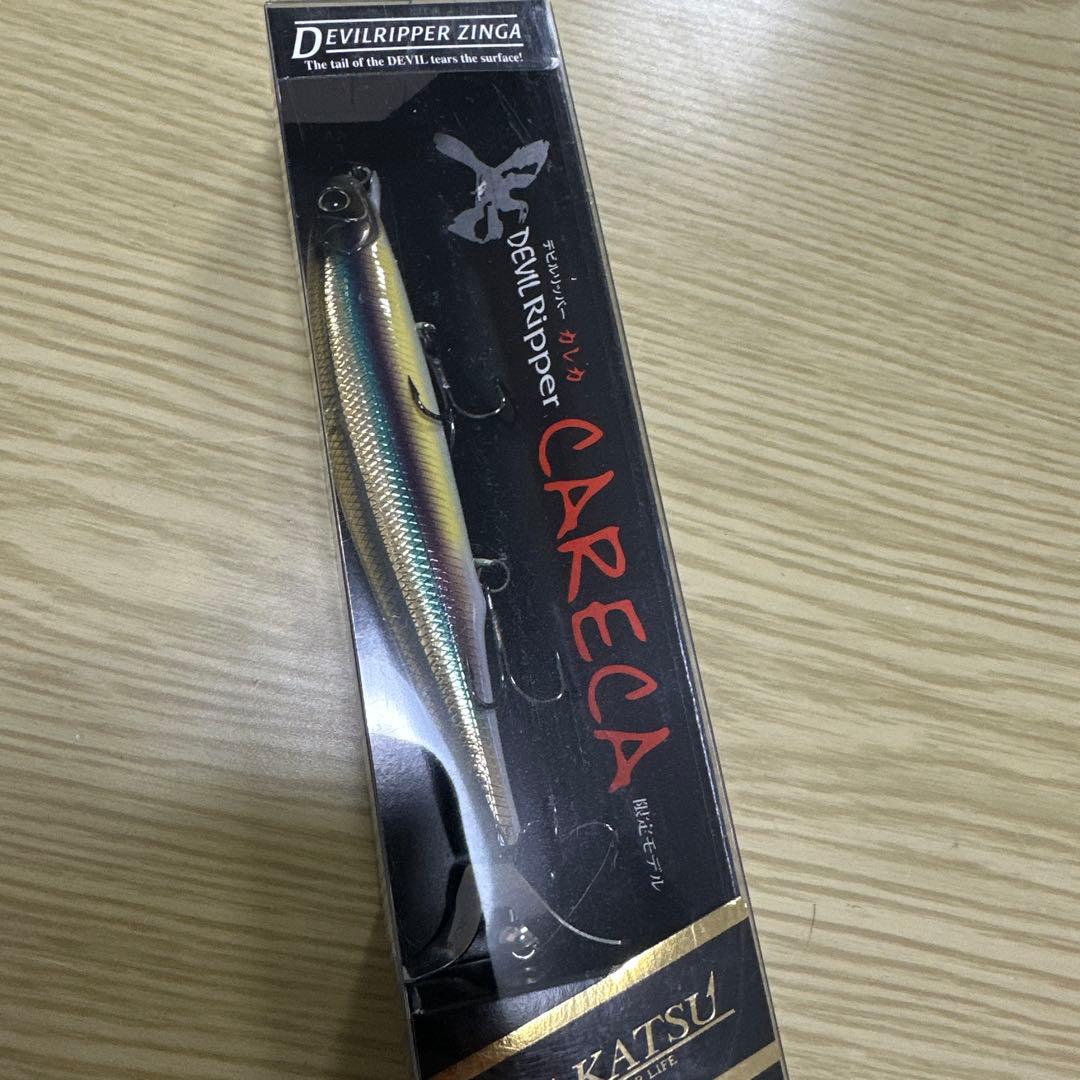 DEVILRIPPER ZINGA
The tail of the DEVIL tears the surface!
デビルリッパー カレカ
DEVIL Ripper
CARECA
限定モデル
KATSU
LIFE